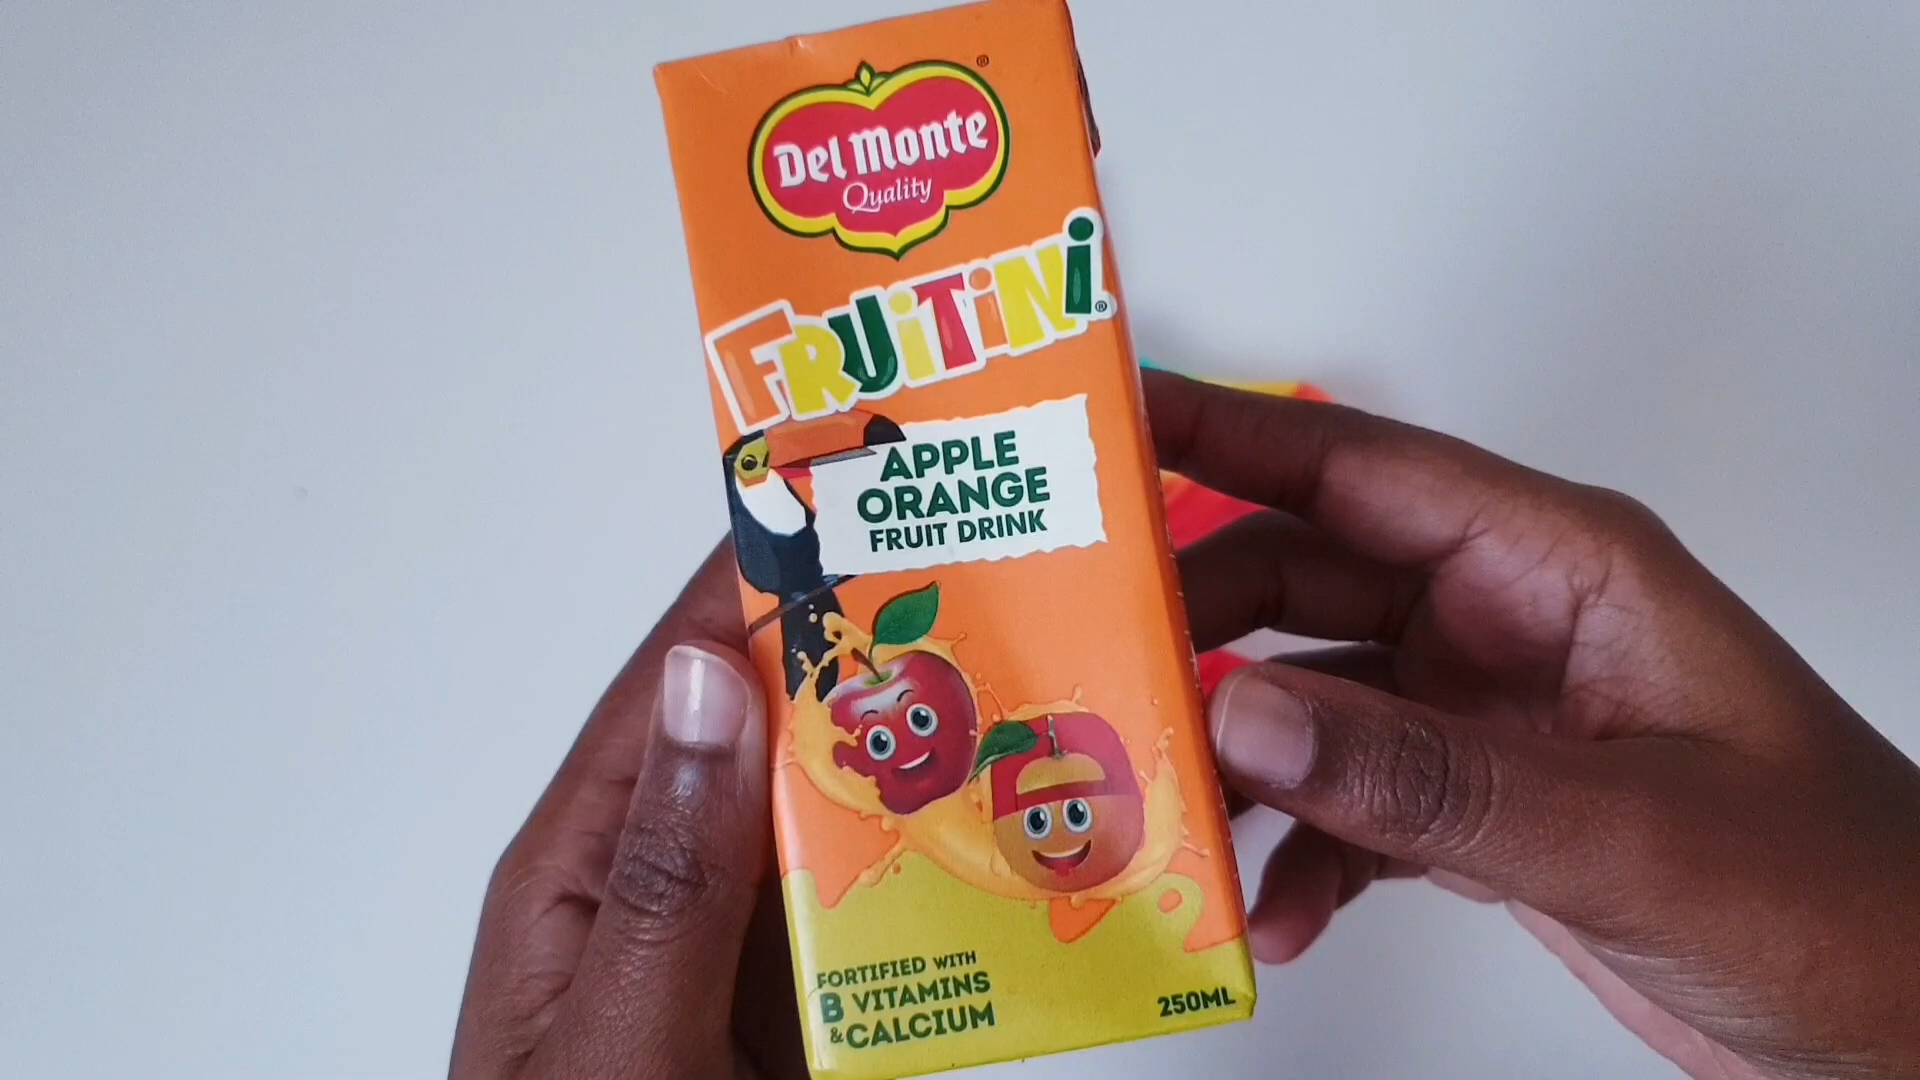 Del Monte
Quality
®
FRUiTiNi®
APPLE
ORANGE
FRUIT DRINK
FORTIFIED WITH
B VITAMINS
& CALCIUM
250ML